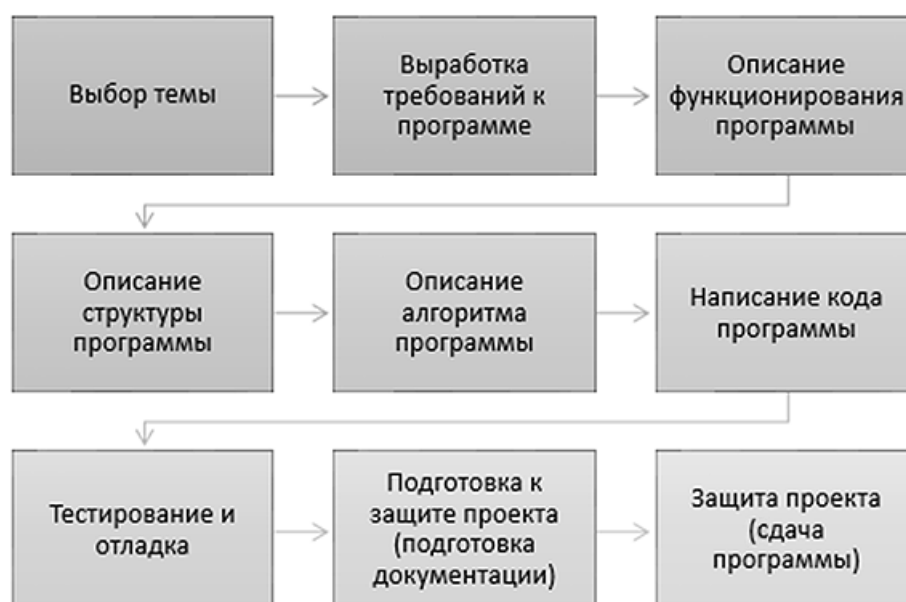 Выбор темы
Выработка
требований к
программе
Описание
функционирования
программы
Описание
структуры
программы
Описание
алгоритма
программы
Написание кода
программы
Тестирование и
отладка
Подготовка к
защите проекта
(подготовка
документации)
Защита проекта
(сдача
программы)